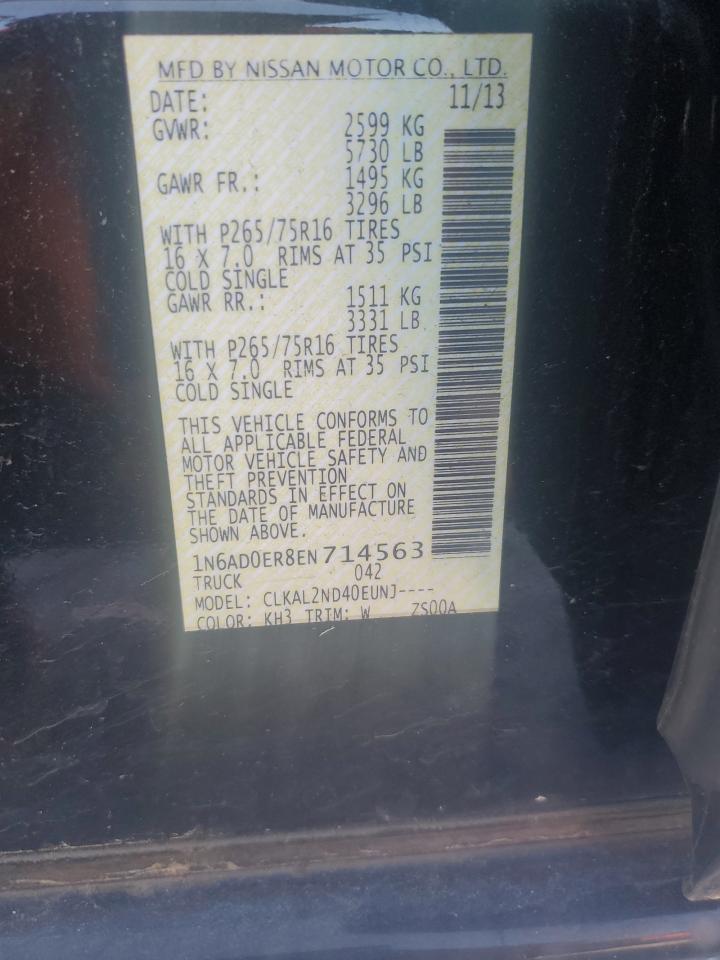 MFD BY NISSAN MOTOR CO., LTD.
DATE: 11/13
GVWR: 2599 KG
5730 LB
GAWR FR.: 1495 KG
3296 LB
WITH P265/75R16 TIRES
16 X 7.0 RIMS AT 35 PSI
COLD SINGLE
GAWR RR.: 1511 KG
3331 LB
WITH P265/75R16 TIRES
16 X 7.0 RIMS AT 35 PSI
COLD SINGLE
THIS VEHICLE CONFORMS TO
ALL APPLICABLE FEDERAL
MOTOR VEHICLE SAFETY AND
THEFT PREVENTION
STANDARDS IN EFFECT ON
THE DATE OF MANUFACTURE
SHOWN ABOVE.
1N6AD0ER8EN714563
TRUCK 042
MODEL: CLKAL2ND40EUNJ----
COLOR: KH3 TRIM: W ZS00A